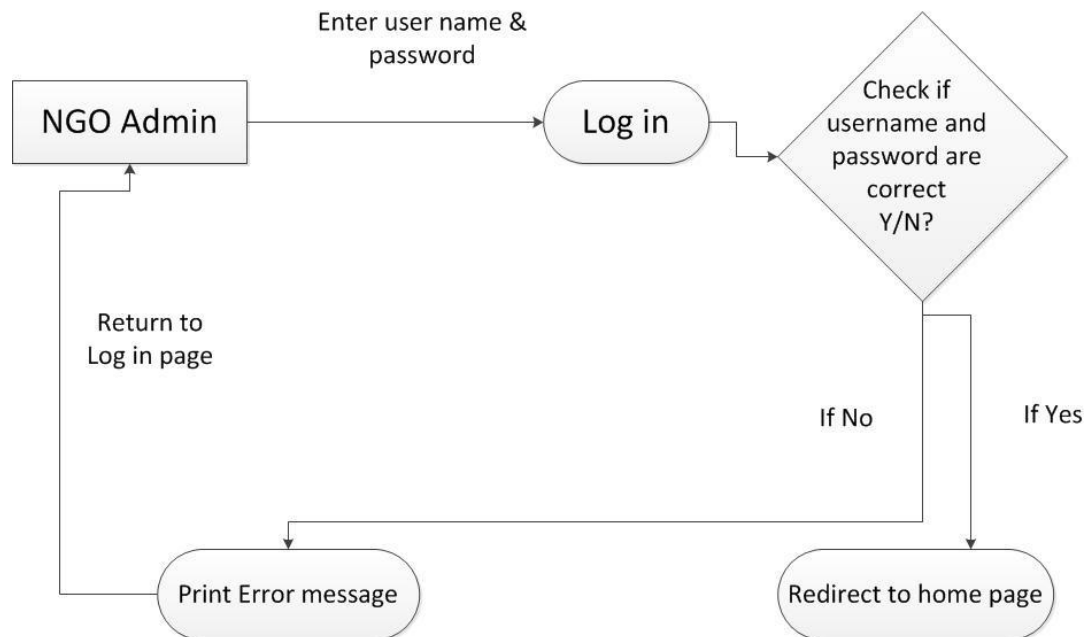 Enter user name &
password
NGO Admin
Log in
Check if
username and
password are
correct
Y/N?
Return to
Log in page
If No
If Yes
Print Error message
Redirect to home page